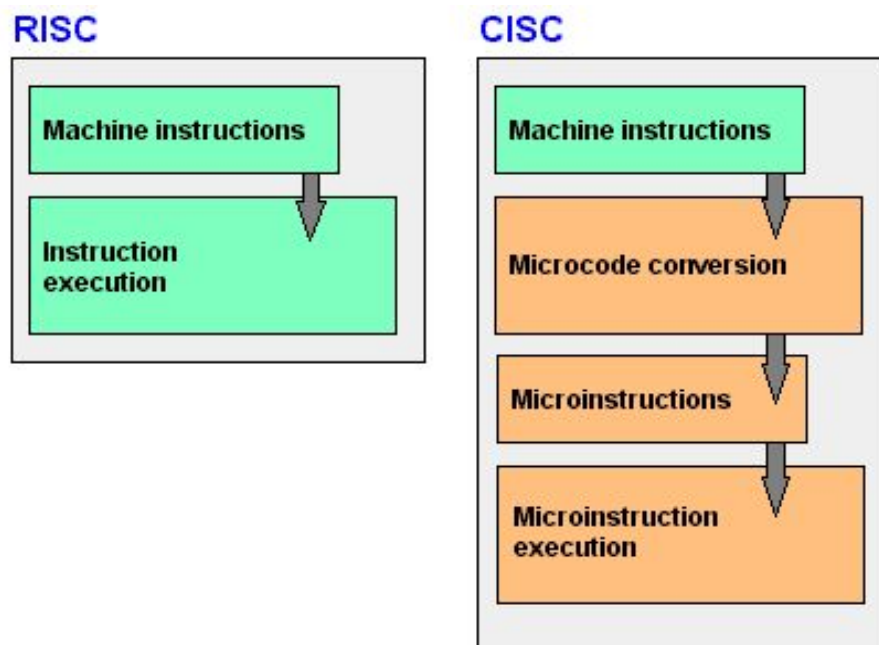 RISC
Machine instructions
Instruction
execution
CISC
Machine instructions
Microcode conversion
Microinstructions
Microinstruction
execution